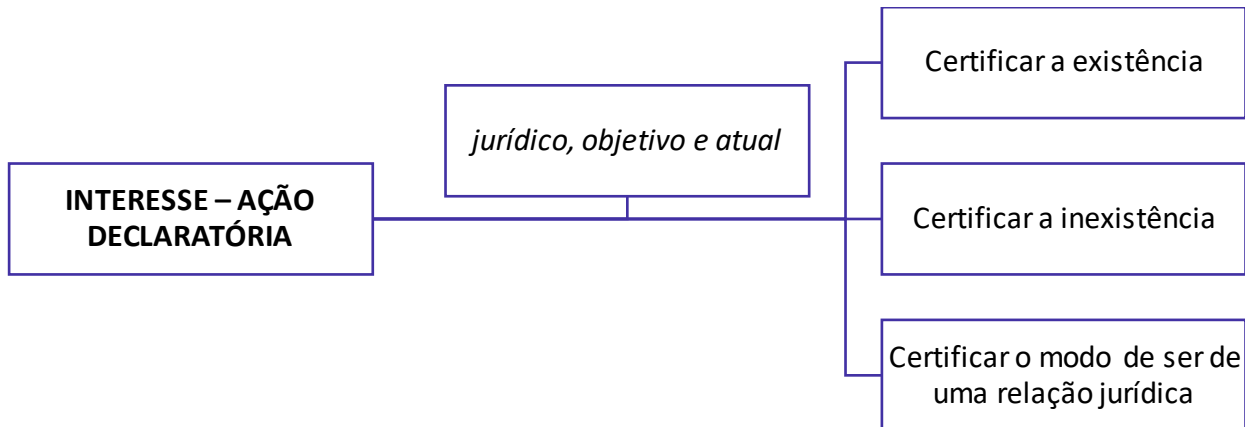 INTERESSE – AÇÃO
DECLARATÓRIA
jurídico, objetivo e atual
Certificar a existência
Certificar a inexistência
Certificar o modo de ser de
uma relação jurídica